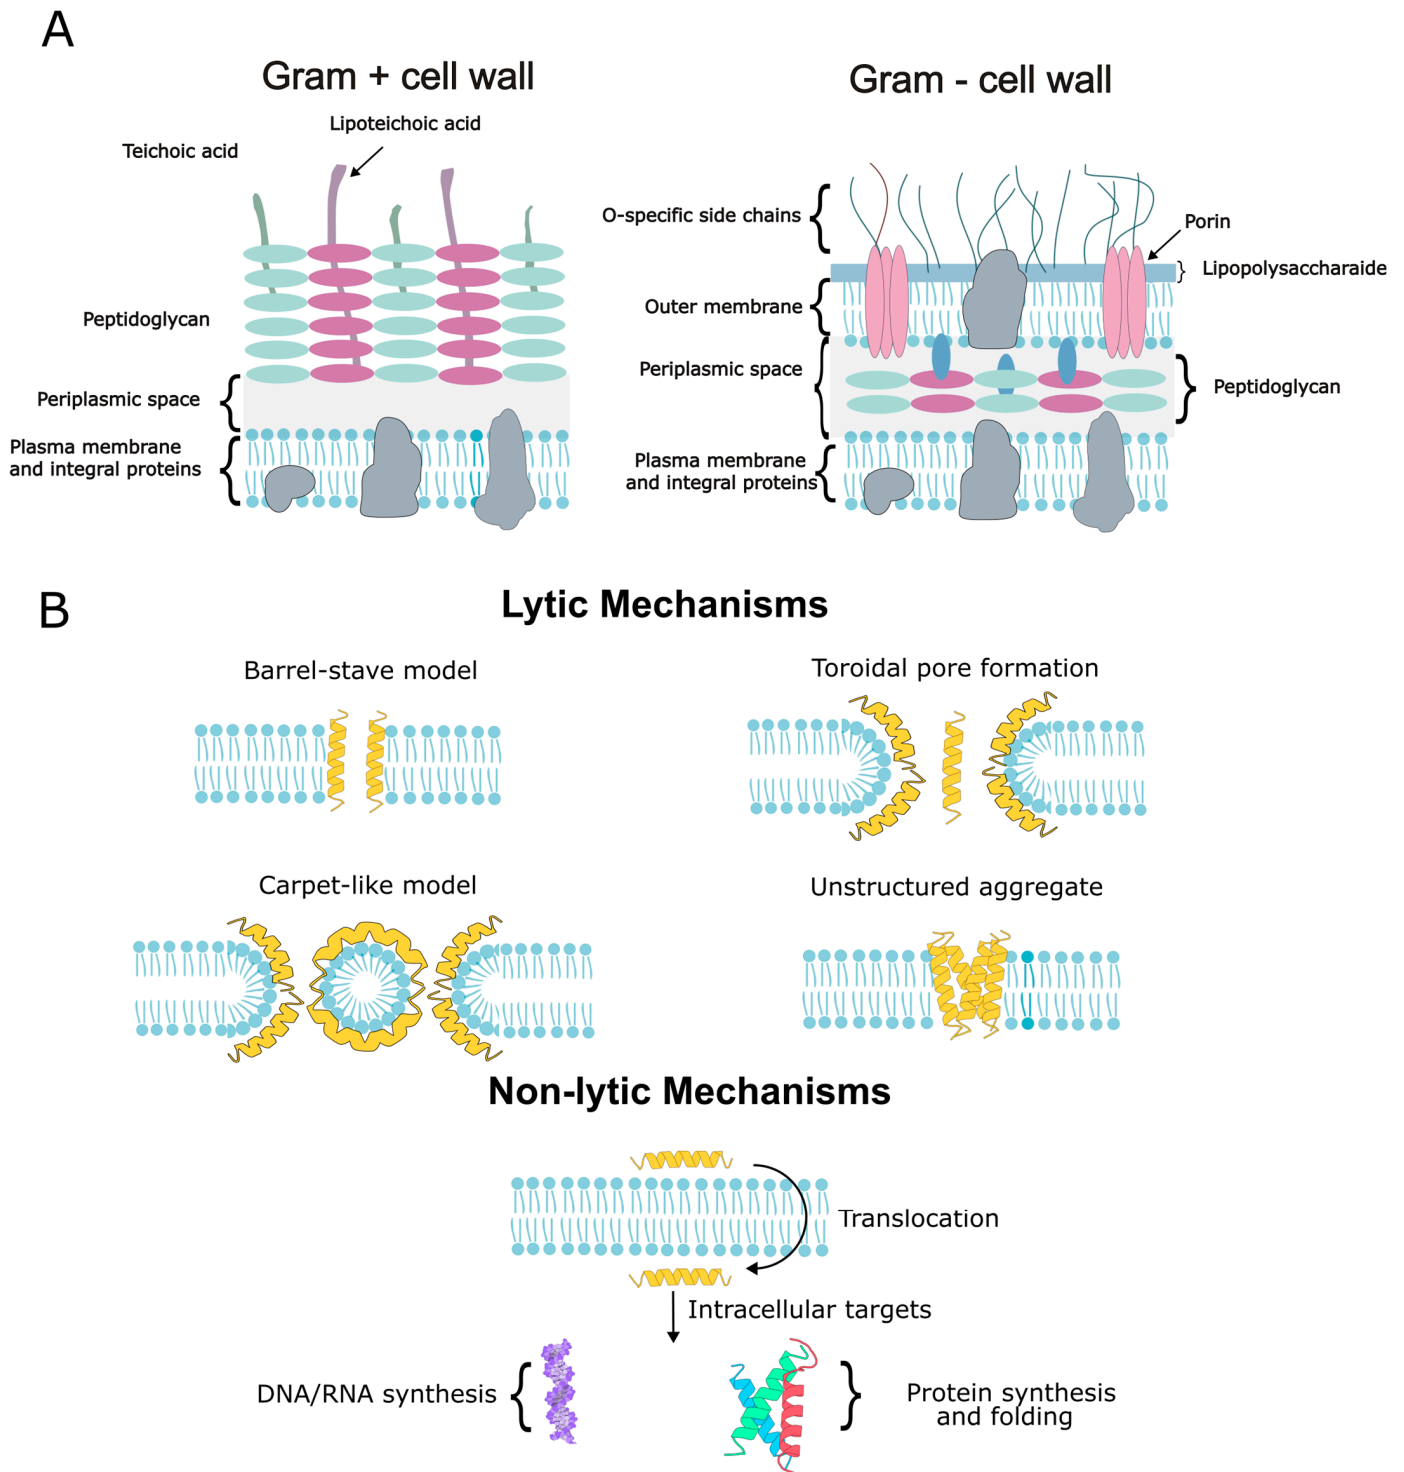 A
Gram + cell wall
Lipoteichoic acid
Teichoic acid
Peptidoglycan
Periplasmic space
Plasma membrane
and integral proteins
Gram - cell wall
O-specific side chains
Porin
Lipopolysaccharaide
Outer membrane
Periplasmic space
Peptidoglycan
Plasma membrane
and integral proteins
B
Lytic Mechanisms
Barrel-stave model
Toroidal pore formation
Carpet-like model
Unstructured aggregate
Non-lytic Mechanisms
Translocation
Intracellular targets
DNA/RNA synthesis
Protein synthesis
and folding